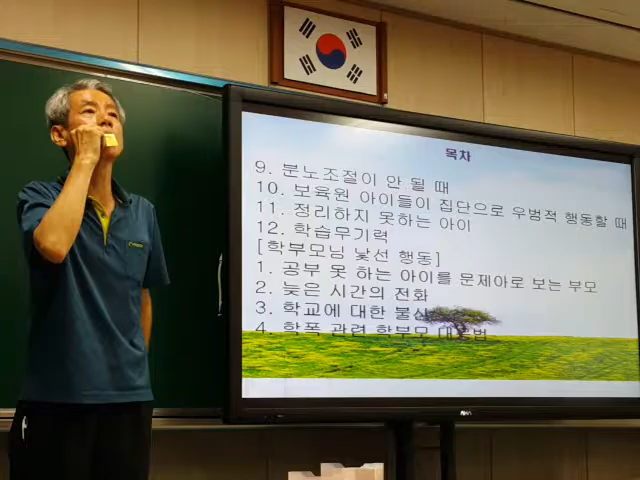 목차
9. 분노조절이 안 될 때
10. 보육원 아이들이 집단으로 우범적 행동할 때
11. 정리하지 못하는 아이
12. 학습무기력
[학부모님 낯선 행동]
1. 공부 못 하는 아이를 문제아로 보는 부모
2. 늦은 시간의 전화
3. 학교에 대한 불신
4. 학폭 관련 학부모 대응법